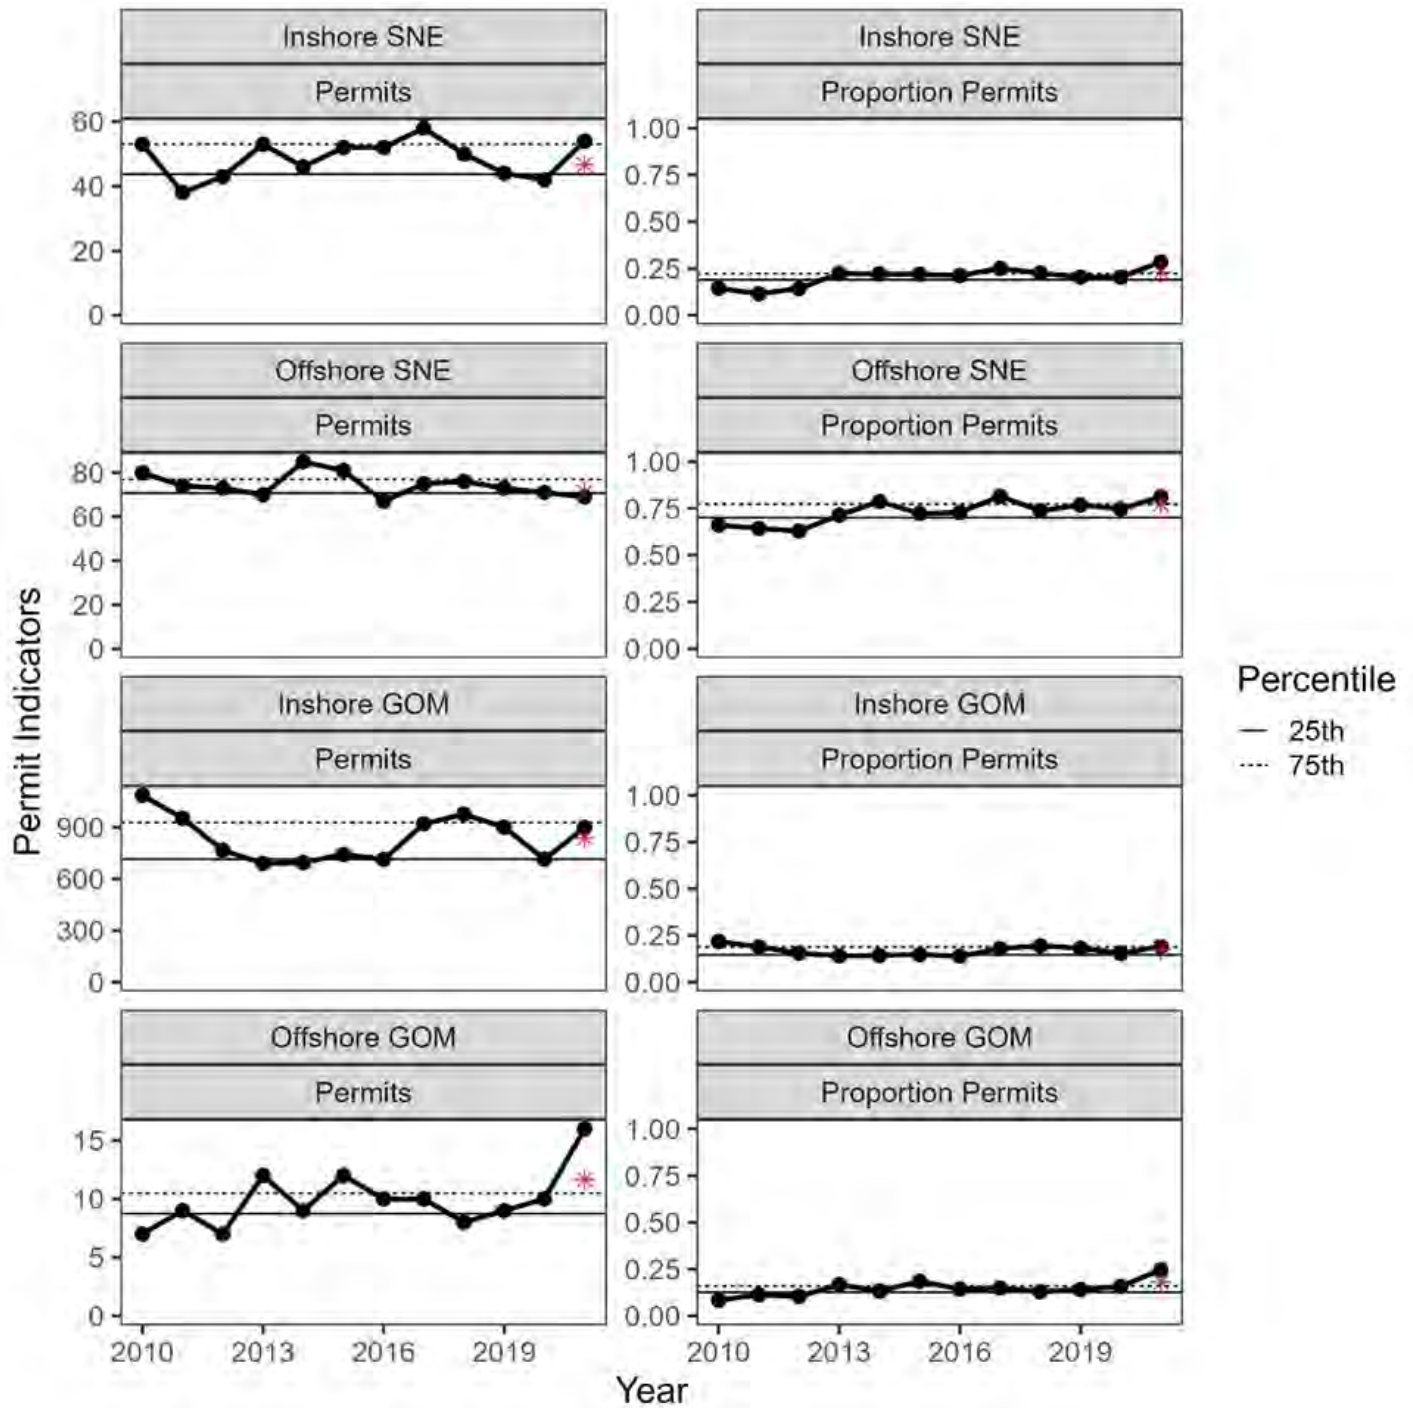 Inshore SNE
Permits
60
40
20
0
Inshore SNE
Proportion Permits
1.00
0.75
0.50
0.25
0.00
Offshore SNE
Permits
80
60
40
20
0
Offshore SNE
Proportion Permits
1.00
0.75
0.50
0.25
0.00
Inshore GOM
Permits
900
600
300
0
Inshore GOM
Proportion Permits
1.00
0.75
0.50
0.25
0.00
Offshore GOM
Permits
15
10
5
0
2010 2013 2016 2019
Offshore GOM
Proportion Permits
1.00
0.75
0.50
0.25
0.00
2010 2013 2016 2019
Permit Indicators
Year
Percentile
25th
75th